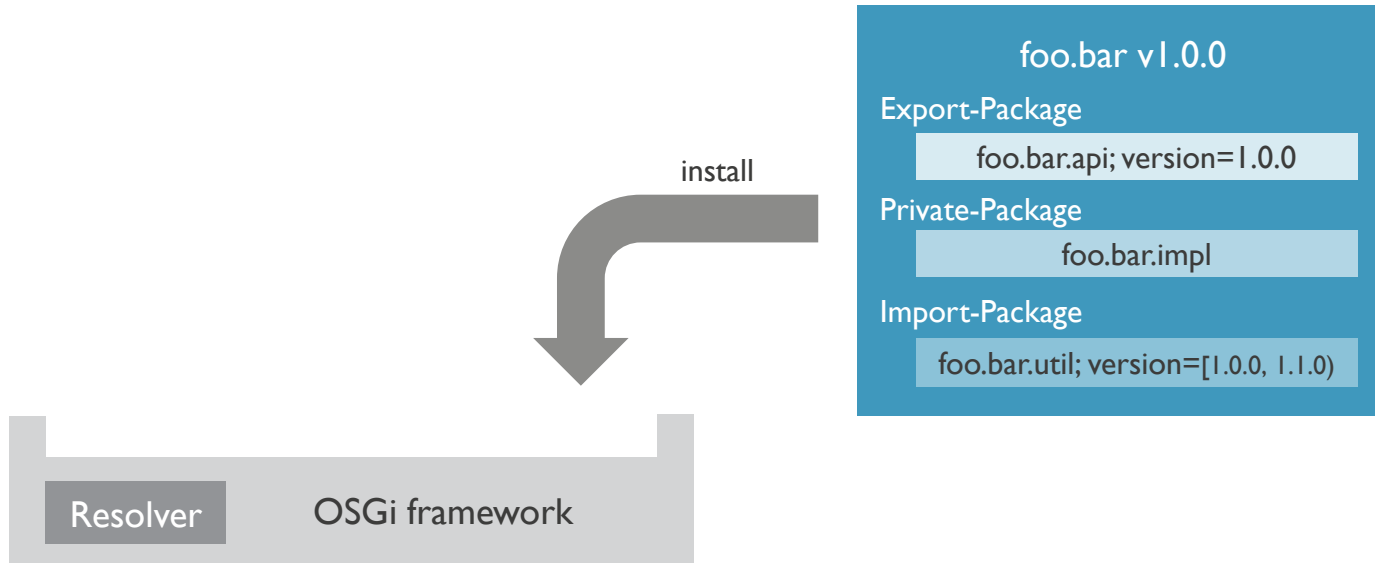 foo.bar v1.0.0
Export-Package
foo.bar.api; version=1.0.0
install
Private-Package
foo.bar.impl
Import-Package
foo.bar.util; version=[1.0.0, 1.1.0)
Resolver
OSGi framework